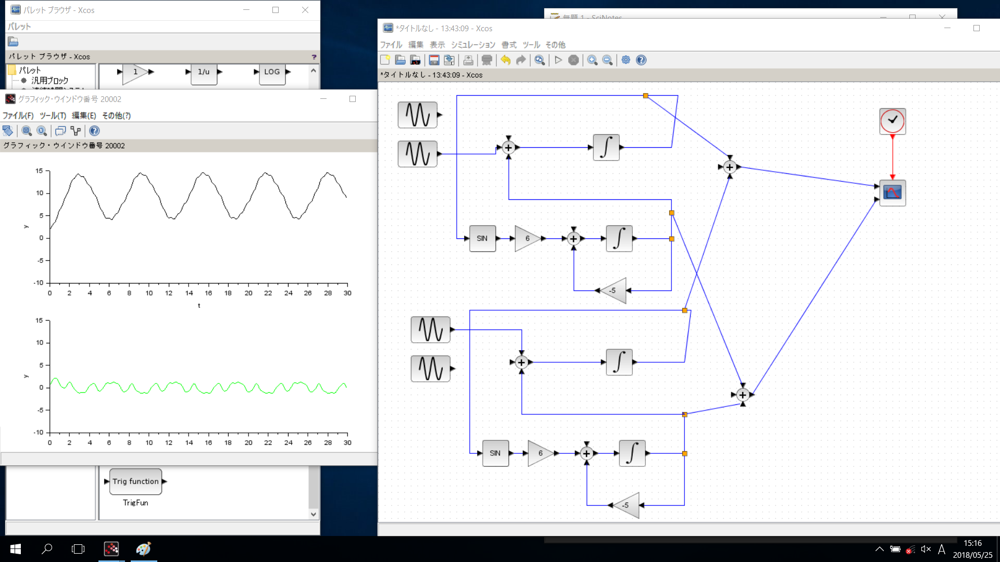 パレット ブラウザ - Xcos
パレット
パレット ブラウザ - Xcos
?
パレット
汎用ブロック
1
1/u
LOG
グラフィック・ウインドウ番号 20002
ファイル(F) ツール(T) 編集(E) その他(?)
グラフィック・ウインドウ番号 20002
15
10
5
0
-5
-10
y
0 2 4 6 8 10 12 14 16 18 20 22 24 26 28 30
t
15
10
5
0
-5
-10
y
0 2 4 6 8 10 12 14 16 18 20 22 24 26 28 30
Trig function
TrigFun
無題 1 - SciNotes
*タイトルなし - 13:43:09 - Xcos
ファイル 編集 表示 シミュレーション 書式 ツール その他
*タイトルなし - 13:43:09 - Xcos
∫
SIN
6
∫
-5
∫
SIN
6
∫
-5
A
15:16
2018/05/25